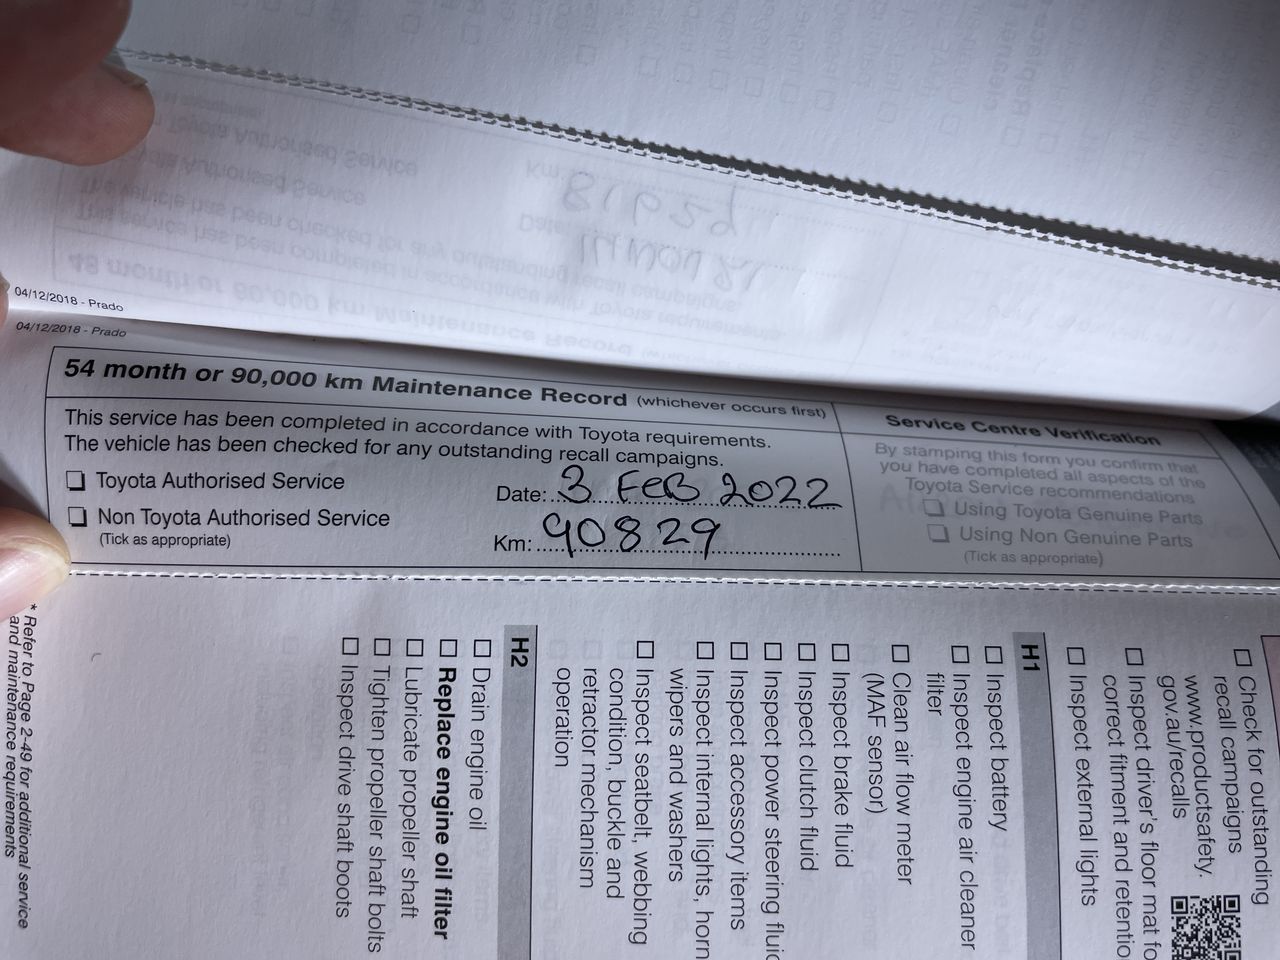 04/12/2018 - Prado
04/12/2018 - Prado
54 month or 90,000 km Maintenance Record (whichever occurs first)
This service has been completed in accordance with Toyota requirements.
The vehicle has been checked for any outstanding recall campaigns.
❏ Toyota Authorised Service
❏ Non Toyota Authorised Service
(Tick as appropriate)
Date: 3 FEB 2022
Km: 90829
Service Centre Verification
By stamping this form you confirm that
you have completed all aspects of the
Toyota Service recommendations
❏ Using Toyota Genuine Parts
❏ Using Non Genuine Parts
(Tick as appropriate)
☐ Check for outstanding
recall campaigns
www.productsafety.
gov.au/recalls
☐ Inspect driver's floor mat fo
correct fitment and retentio
☐ Inspect external lights
H1
☐ Inspect battery
☐ Inspect engine air cleaner
filter
☐ Clean air flow meter
(MAF sensor)
☐ Inspect brake fluid
☐ Inspect clutch fluid
☐ Inspect power steering fluid
☐ Inspect accessory items
☐ Inspect internal lights, horn
wipers and washers
☐ Inspect seatbelt, webbing
condition, buckle and
retractor mechanism
operation
H2
☐ Drain engine oil
☐ Replace engine oil filter
☐ Lubricate propeller shaft
☐ Tighten propeller shaft bolts
☐ Inspect drive shaft boots
* Refer to Page 2-49 for additional service
and maintenance requirements